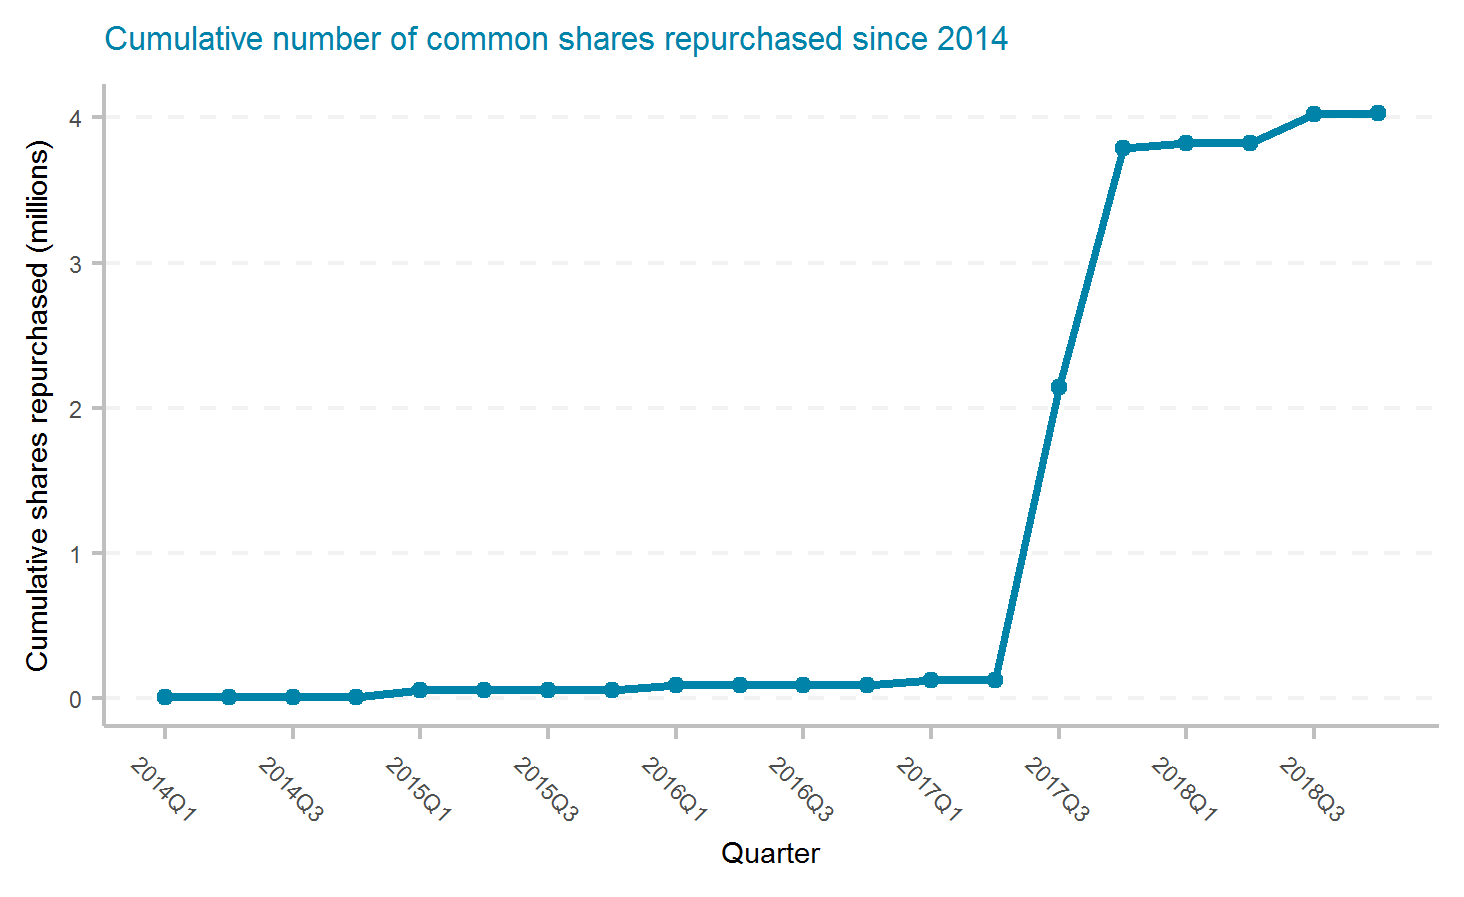 Cumulative number of common shares repurchased since 2014
Cumulative shares repurchased (millions)
4
3
2
1
0
2014Q1
2014Q3
2015Q1
2015Q3
2016Q1
2016Q3
2017Q1
2017Q3
2018Q1
2018Q3
Quarter